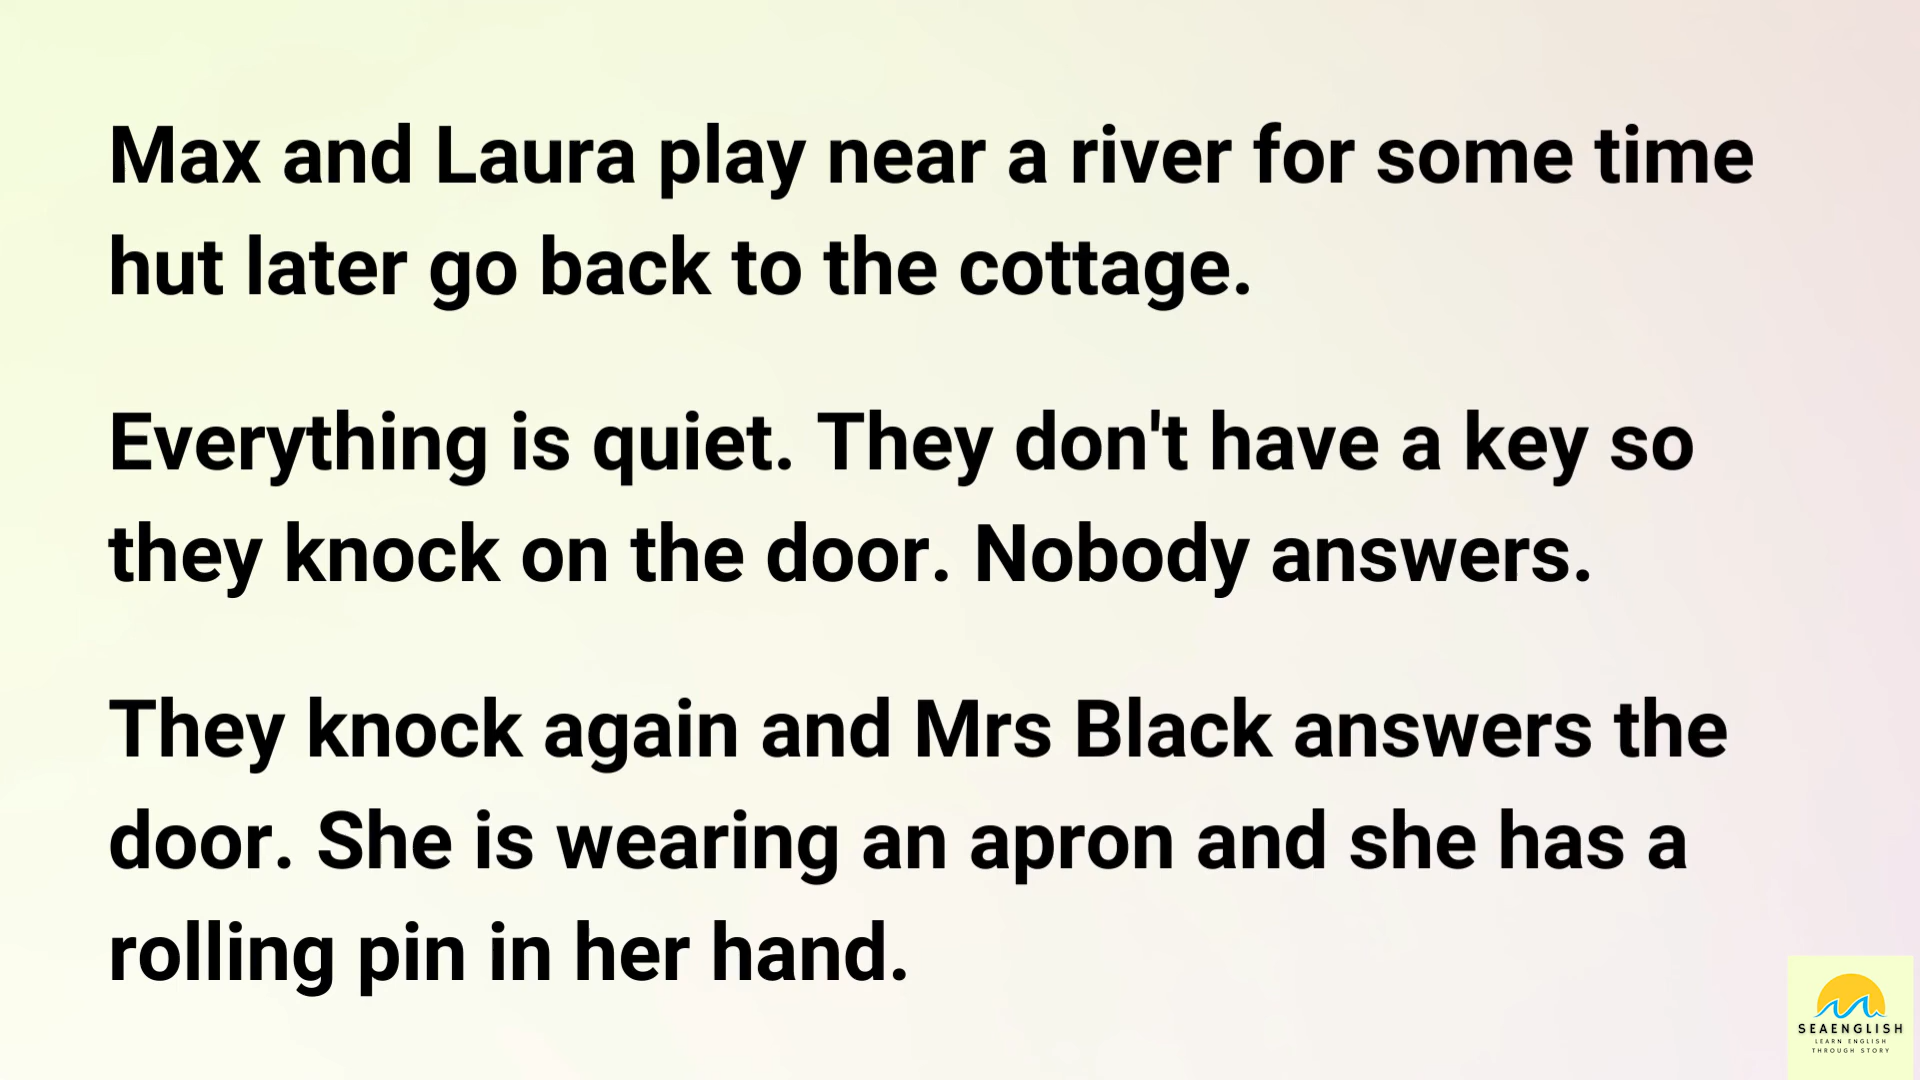 Max and Laura play near a river for some time
hut later go back to the cottage.
Everything is quiet. They don't have a key so
they knock on the door. Nobody answers.
They knock again and Mrs Black answers the
door. She is wearing an apron and she has a
rolling pin in her hand.
SEAENGLISH
LEARN ENGLISH
THROUGH STORY